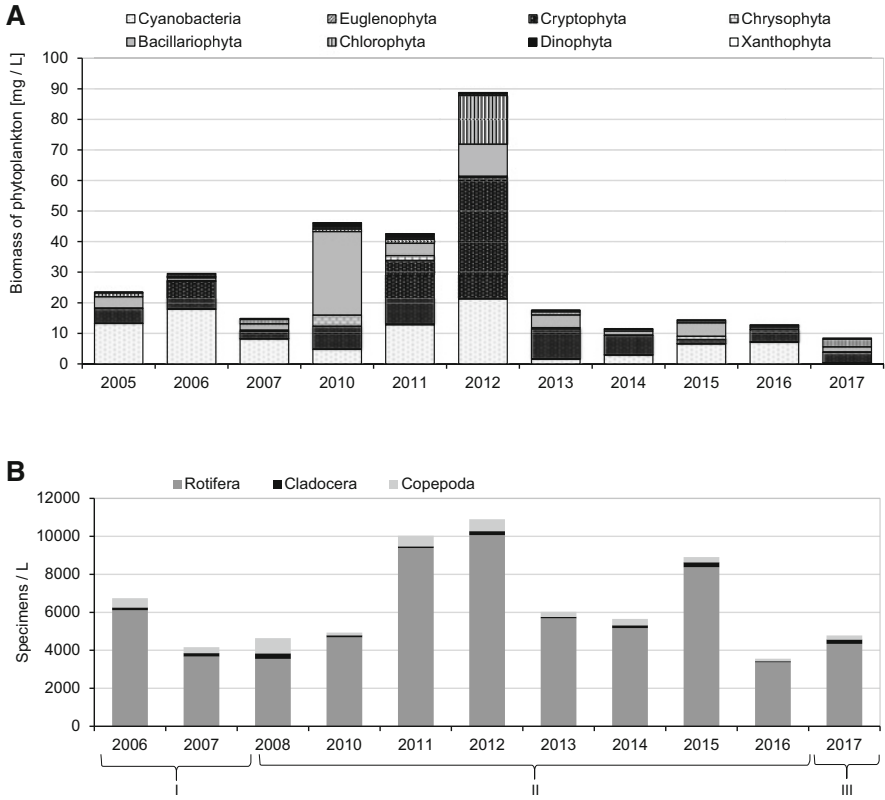 A
Cyanobacteria Euglenophyta Cryptophyta Chrysophyta
Bacillariophyta Chlorophyta Dinophyta Xanthophyta
Biomass of phytoplankton [mg / L]
100
90
80
70
60
50
40
30
20
10
0
2005 2006 2007 2010 2011 2012 2013 2014 2015 2016 2017
B
Rotifera Cladocera Copepoda
Specimens / L
12000
10000
8000
6000
4000
2000
0
2006 2007 2008 2010 2011 2012 2013 2014 2015 2016 2017
I II III